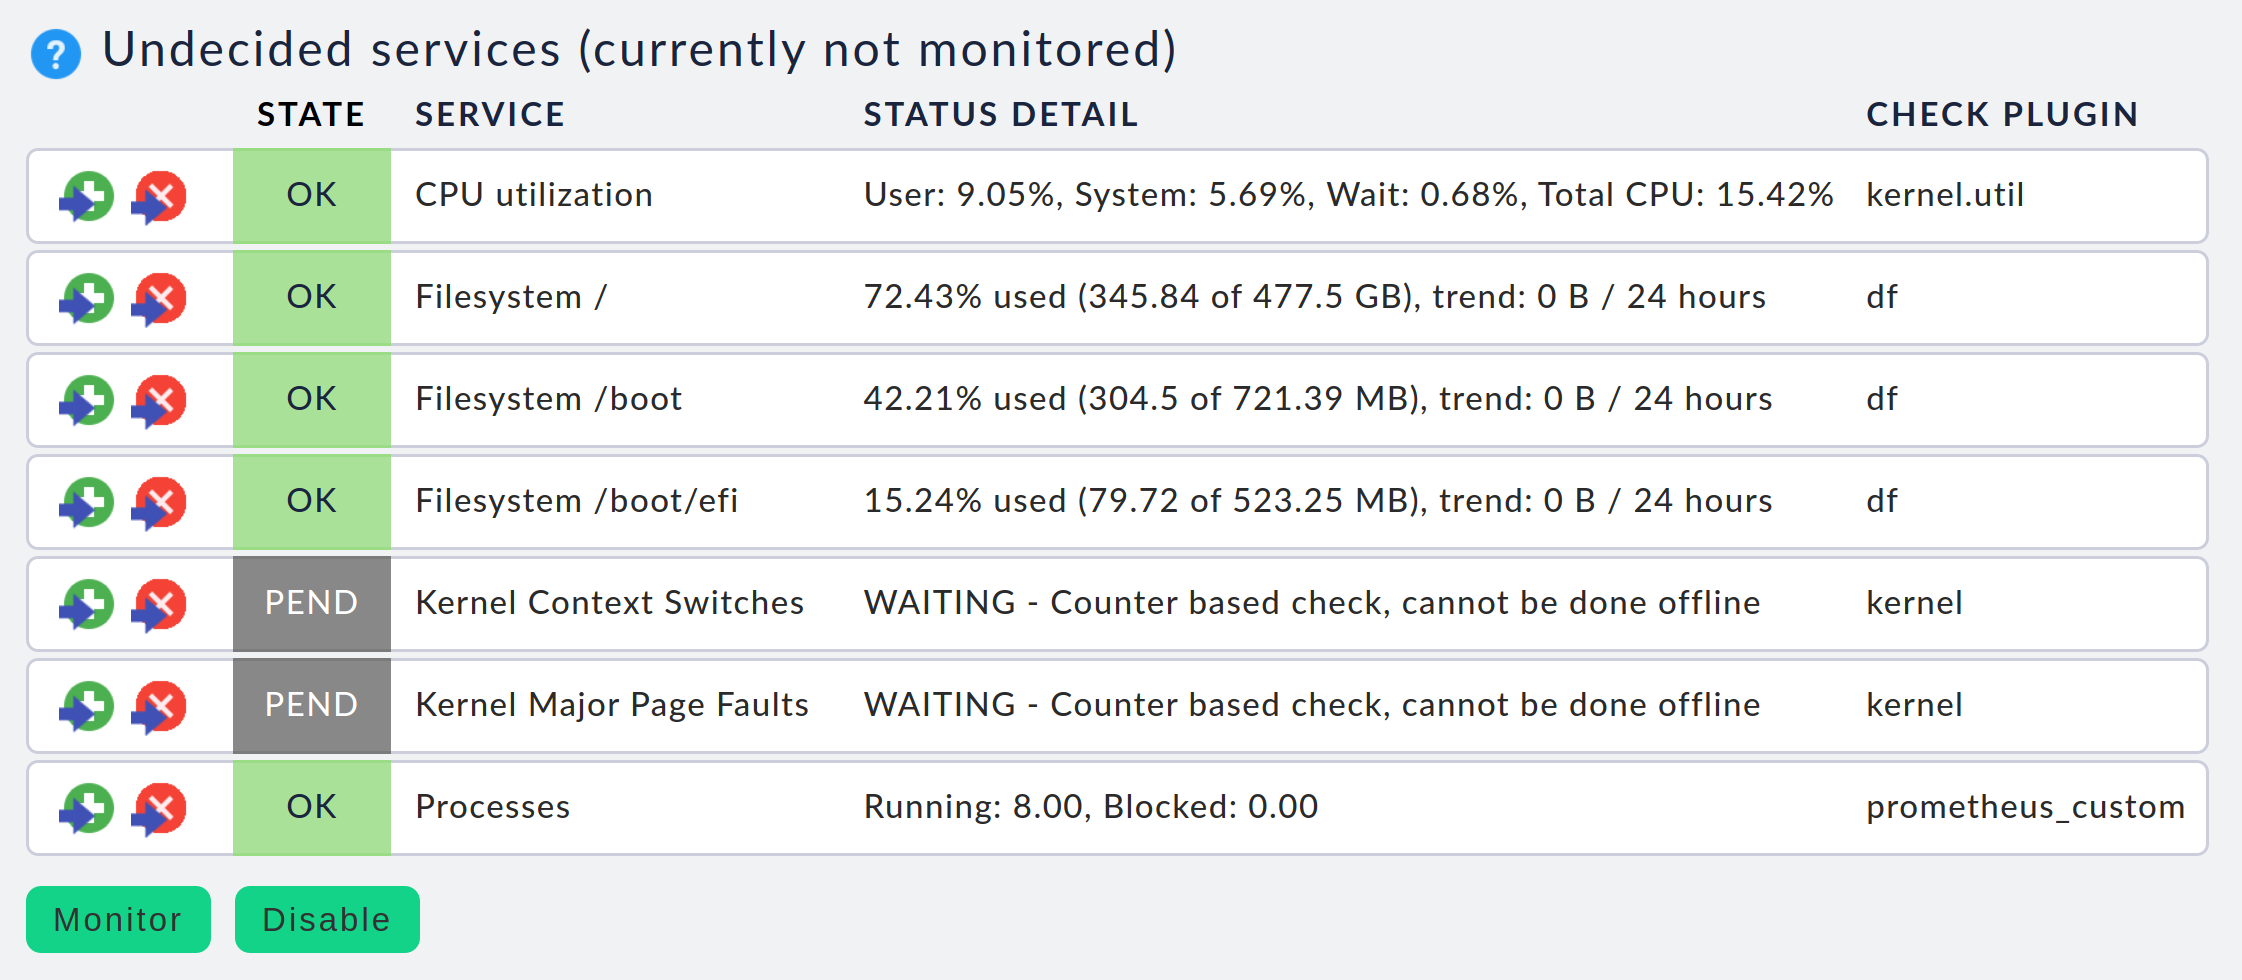 ? Undecided services (currently not monitored)
STATE SERVICE STATUS DETAIL CHECK PLUGIN
OK CPU utilization User: 9.05%, System: 5.69%, Wait: 0.68%, Total CPU: 15.42% kernel.util
OK Filesystem / 72.43% used (345.84 of 477.5 GB), trend: 0 B / 24 hours df
OK Filesystem /boot 42.21% used (304.5 of 721.39 MB), trend: 0 B / 24 hours df
OK Filesystem /boot/efi 15.24% used (79.72 of 523.25 MB), trend: 0 B / 24 hours df
PEND Kernel Context Switches WAITING - Counter based check, cannot be done offline kernel
PEND Kernel Major Page Faults WAITING - Counter based check, cannot be done offline kernel
OK Processes Running: 8.00, Blocked: 0.00 prometheus_custom
Monitor Disable